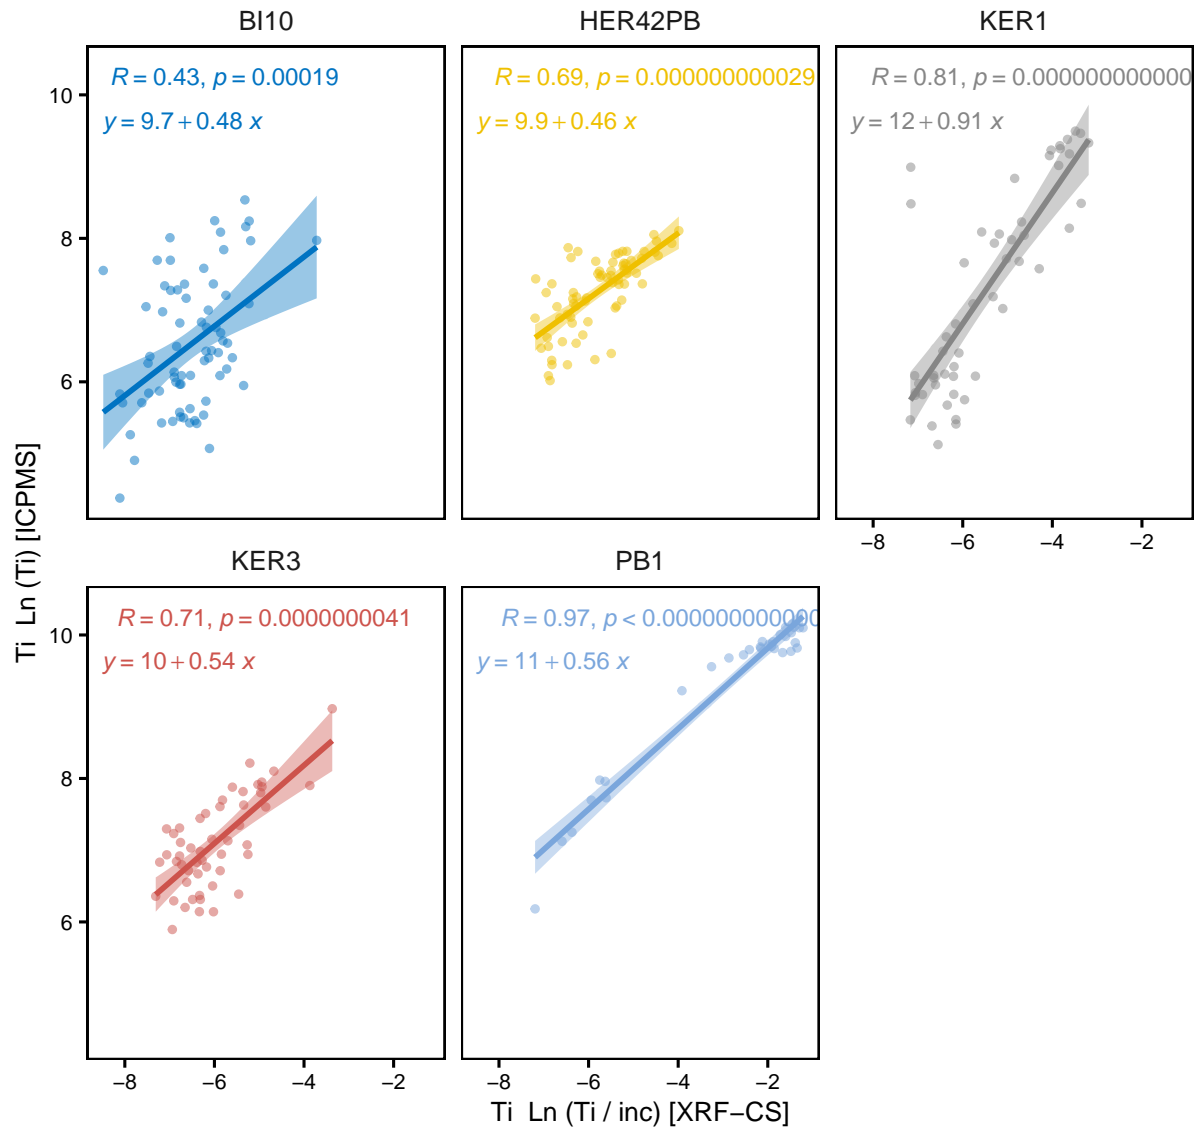 BI10
HER42PB
KER1
R = 0.43, p = 0.00019
y = 9.7 + 0.48 x
R = 0.69, p = 0.000000000029
y = 9.9 + 0.46 x
R = 0.81, p = 0.000000000000
y = 12 + 0.91 x
10
8
6
−8 −6 −4 −2
Ti Ln (Ti) [ICPMS]
KER3
PB1
R = 0.71, p = 0.0000000041
y = 10 + 0.54 x
R = 0.97, p < 0.000000000000
y = 11 + 0.56 x
10
8
6
−8 −6 −4 −2
−8 −6 −4 −2
Ti Ln (Ti / inc) [XRF−CS]